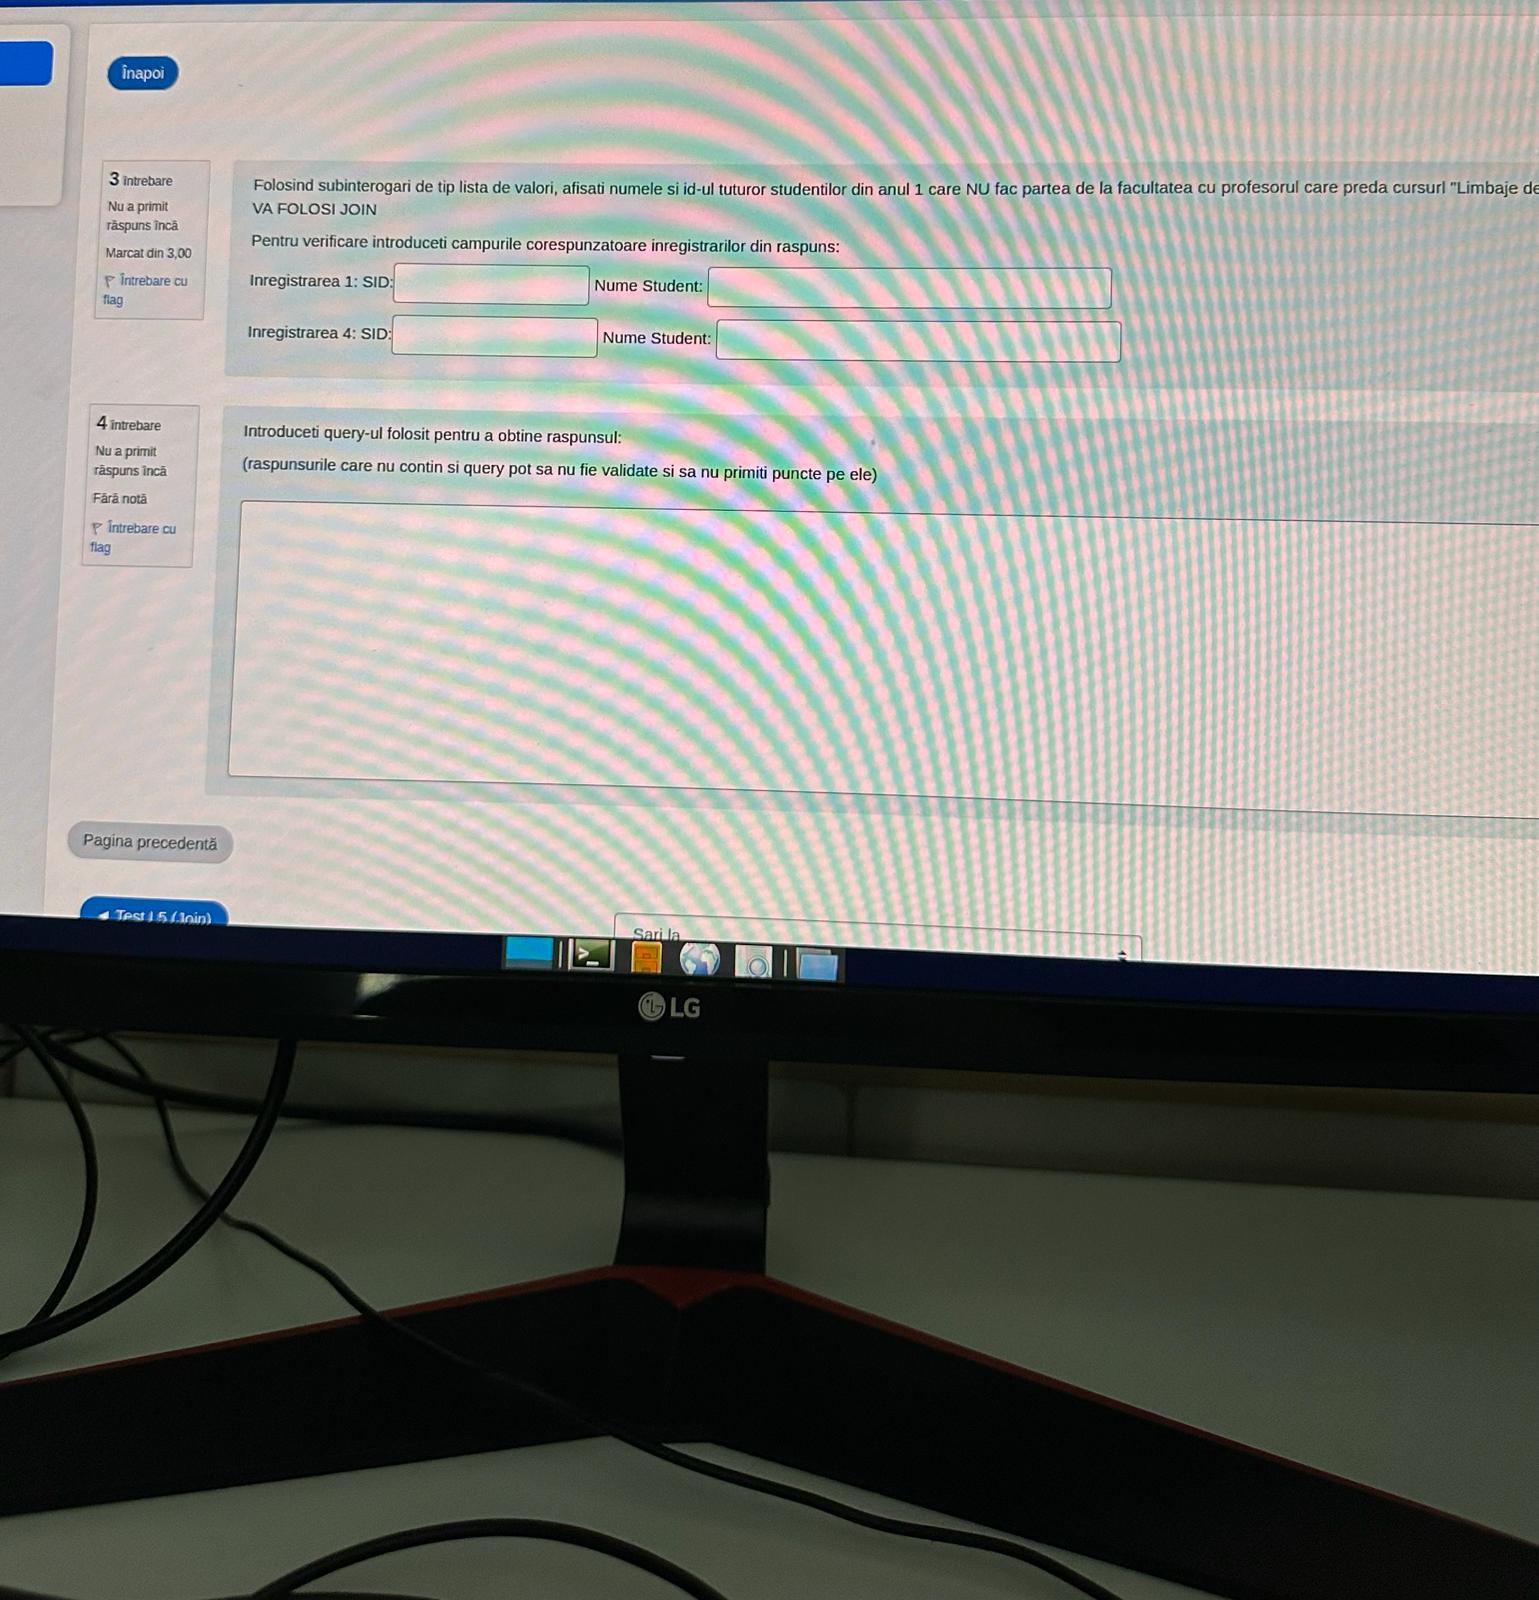 Înapoi
3 întrebare
Nu a primit
răspuns încă
Marcat din 3,00
Întrebare cu
flag
Folosind subinterogari de tip lista de valori, afisati numele si id-ul tuturor studentilor din anul 1 care NU fac partea de la facultatea cu profesorul care preda cursurl "Limbaje de
VA FOLOSI JOIN
Pentru verificare introduceti campurile corespunzatoare inregistrarilor din raspuns:
Inregistrarea 1: SID: Nume Student:
Inregistrarea 4: SID: Nume Student:
4 întrebare
Nu a primit
răspuns încă
Fără notă
Întrebare cu
flag
Introduceti query-ul folosit pentru a obtine raspunsul:
(raspunsurile care nu contin si query pot sa nu fie validate si sa nu primiti puncte pe ele)
Pagina precedentă
◄ Test L5 (Join)
Sari la
LG